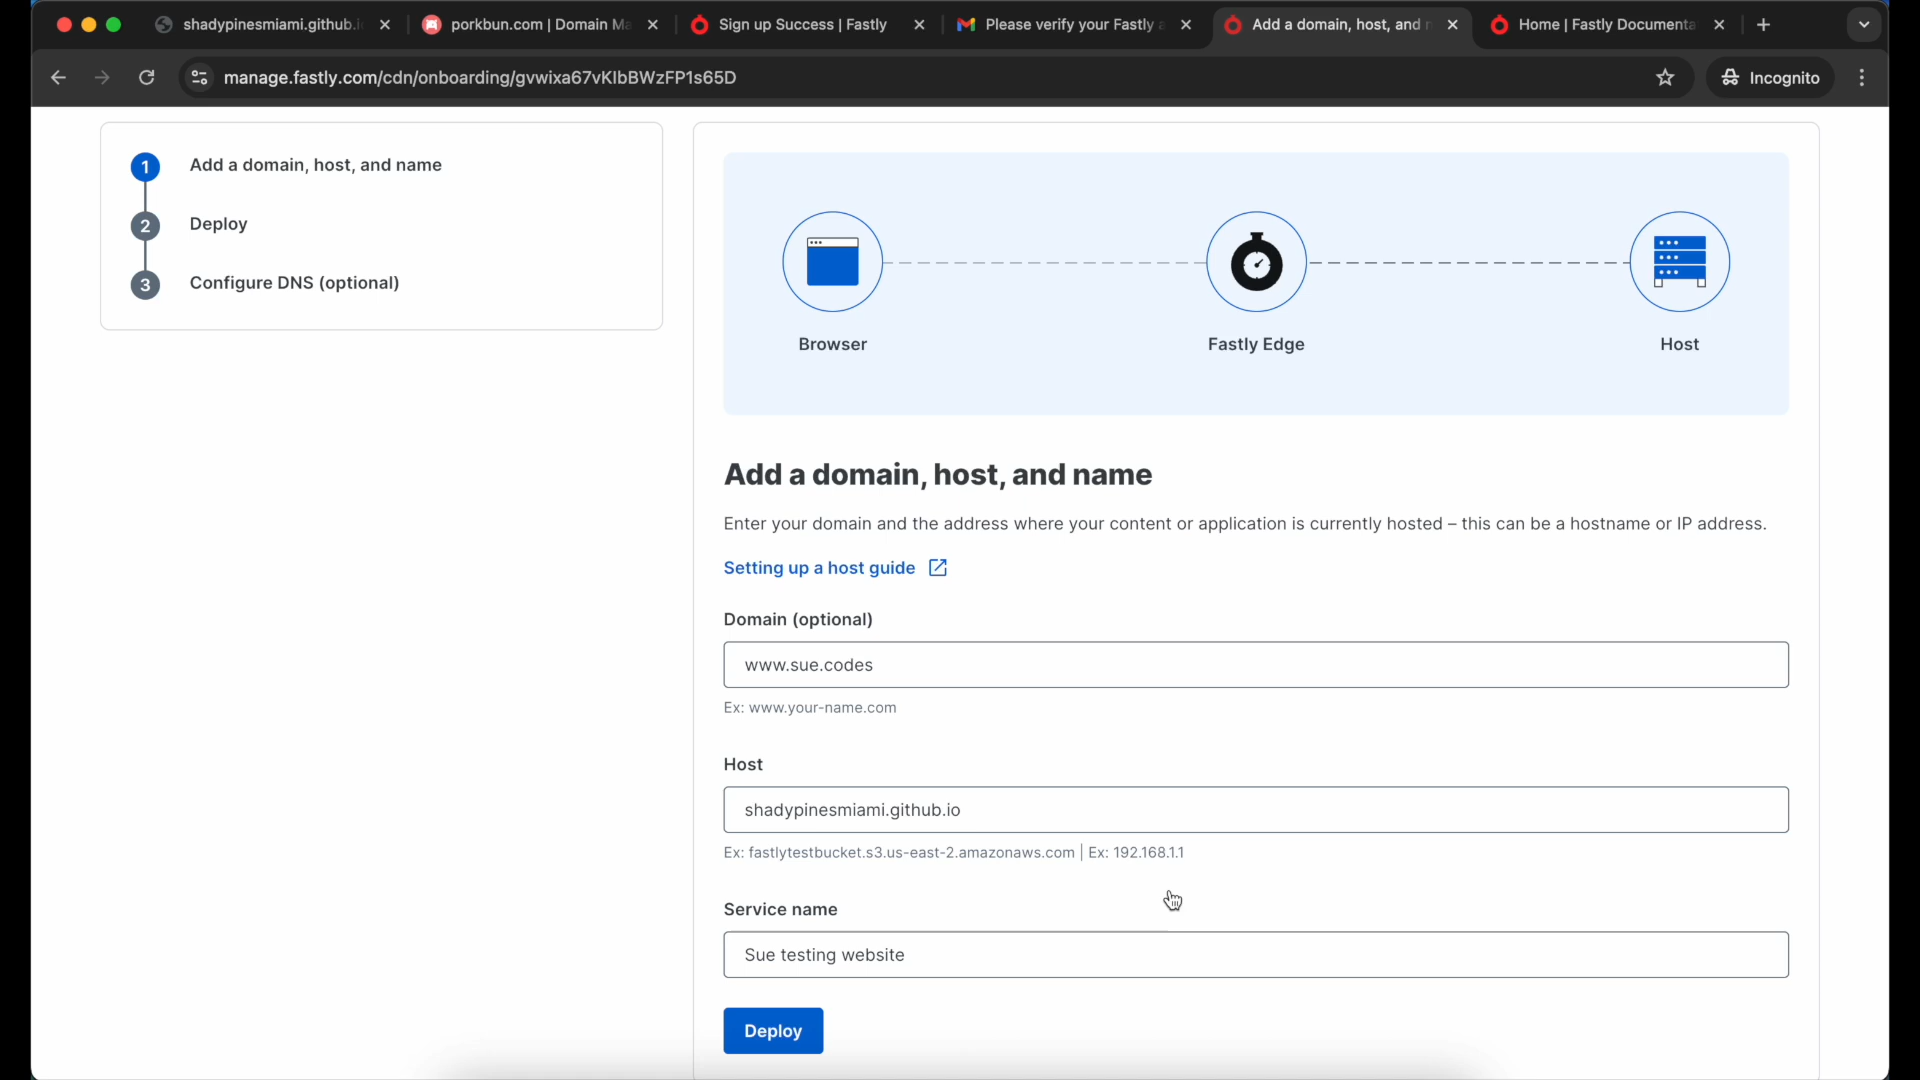 shadypinesmiami.github.i
porkbun.com | Domain Ma
Sign up Success | Fastly
Please verify your Fastly a
Add a domain, host, and n
Home | Fastly Documenta
manage.fastly.com/cdn/onboarding/gvwixa67vKIbBWzFP1s65D
Incognito
1 Add a domain, host, and name
2 Deploy
3 Configure DNS (optional)
Browser
Fastly Edge
Host
Add a domain, host, and name
Enter your domain and the address where your content or application is currently hosted – this can be a hostname or IP address.
Setting up a host guide
Domain (optional)
www.sue.codes
Ex: www.your-name.com
Host
shadypinesmiami.github.io
Ex: fastlytestbucket.s3.us-east-2.amazonaws.com | Ex: 192.168.1.1
Service name
Sue testing website
Deploy